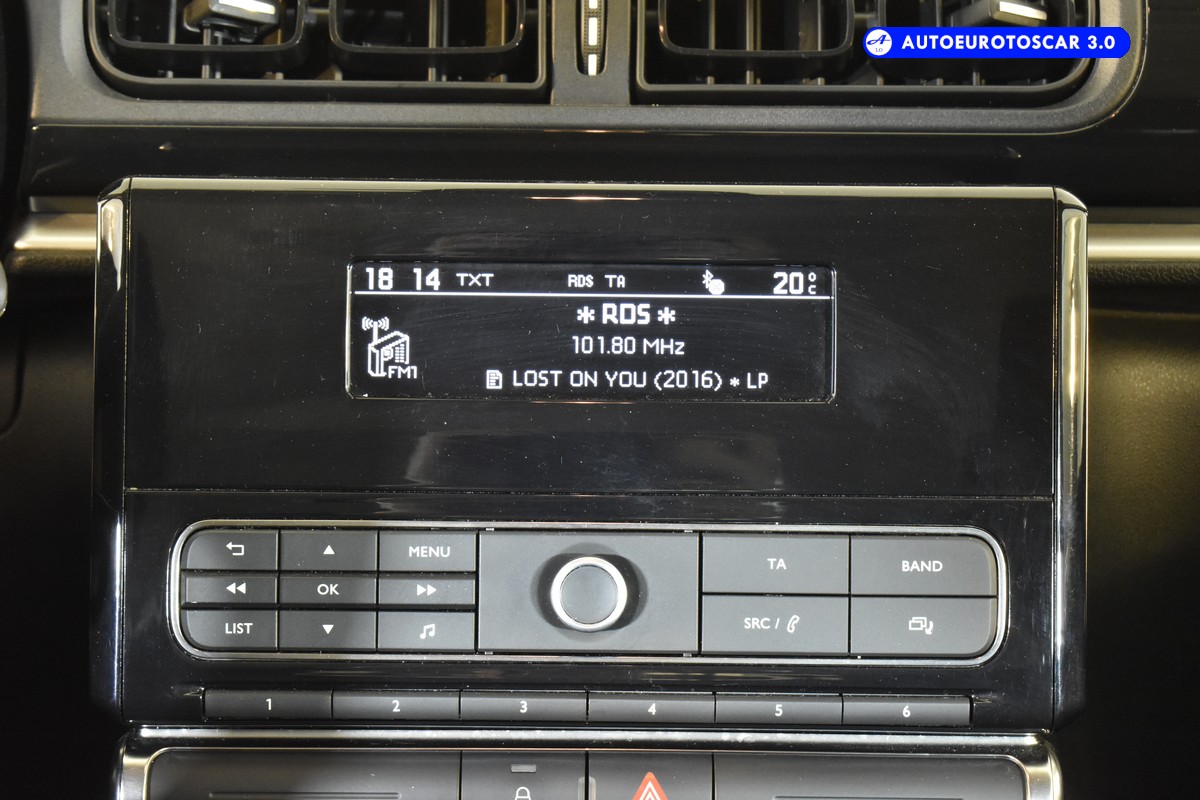 AUTOEUROTOSCAR 3.0
18 14 TXT RDS TA 20°C
* RDS *
101.80 MHz
FM1
LOST ON YOU (2016) * LP
MENU
TA
BAND
OK
LIST
SRC /
1 2 3 4 5 6